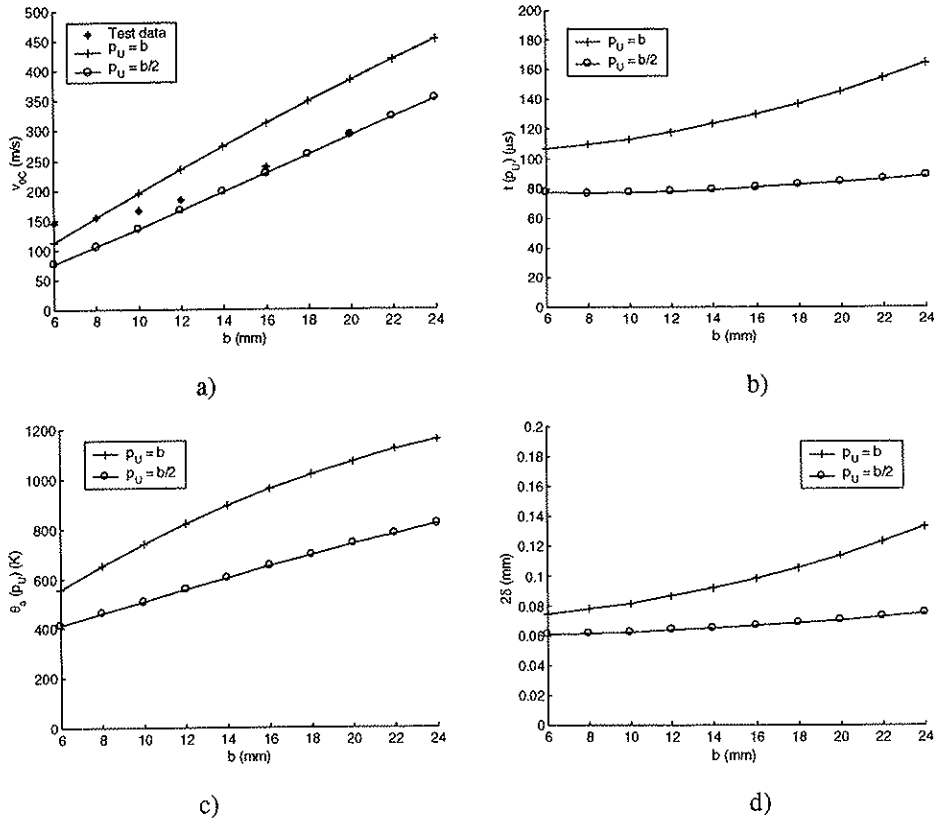 500
450
400
350
300
250
200
150
100
50
0
v₀C (m/s)
Test data
p_U = b
p_U = b/2
6 8 10 12 14 16 18 20 22 24
b (mm)
a)
200
180
160
140
120
100
80
60
40
20
0
t (p_U) (µs)
p_U = b
p_U = b/2
6 8 10 12 14 16 18 20 22 24
b (mm)
b)
1200
1000
800
600
400
200
0
θₐ (p_U) (K)
p_U = b
p_U = b/2
6 8 10 12 14 16 18 20 22 24
b (mm)
c)
0.2
0.18
0.16
0.14
0.12
0.1
0.08
0.06
0.04
0.02
0
2δ (mm)
p_U = b
p_U = b/2
6 8 10 12 14 16 18 20 22 24
b (mm)
d)